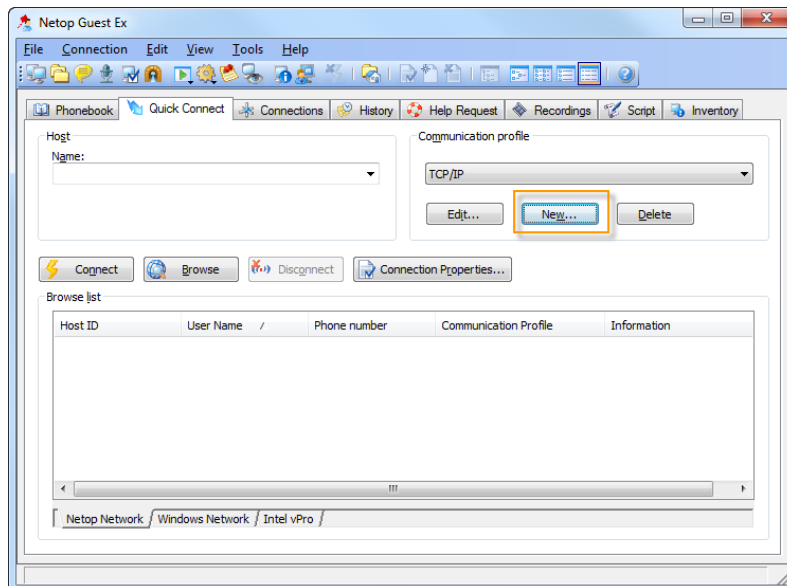 Netop Guest Ex
File Connection Edit View Tools Help
Phonebook Quick Connect Connections History Help Request Recordings Script Inventory
Host
Name:
Communication profile
TCP/IP
Edit... New... Delete
Connect Browse Disconnect Connection Properties...
Browse list
Host ID User Name / Phone number Communication Profile Information
Netop Network Windows Network Intel vPro